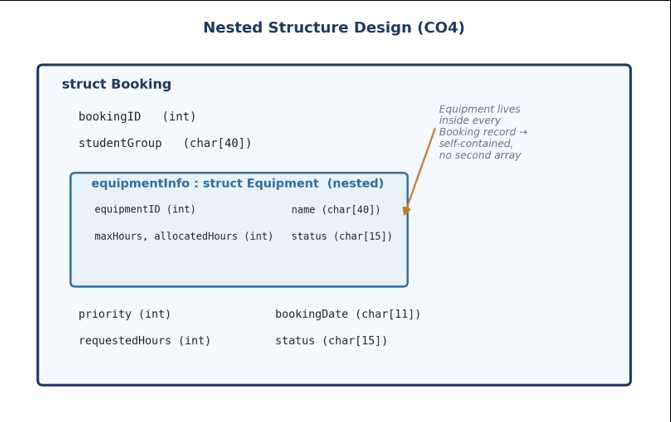 Nested Structure Design (CO4)
struct Booking
bookingID (int)
studentGroup (char[40])
Equipment lives
inside every
Booking record →
self-contained,
no second array
equipmentInfo : struct Equipment (nested)
equipmentID (int) name (char[40])
maxHours, allocatedHours (int) status (char[15])
priority (int) bookingDate (char[11])
requestedHours (int) status (char[15])